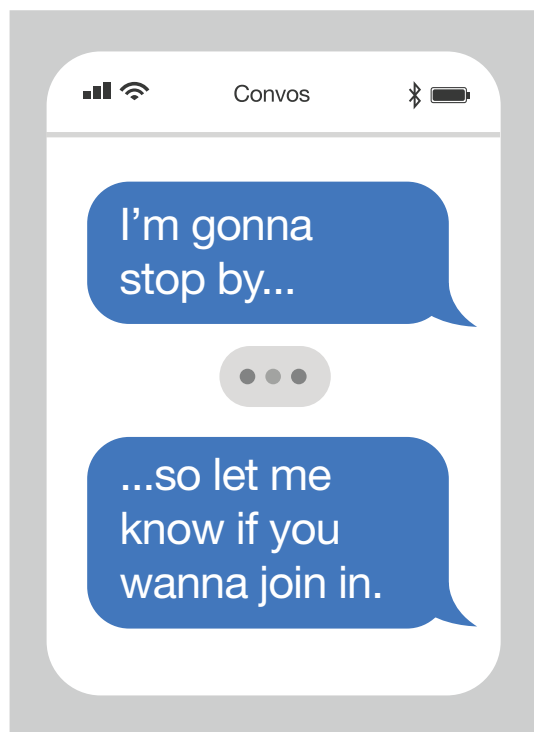 Convos
I’m gonna
stop by...
...so let me
know if you
wanna join in.